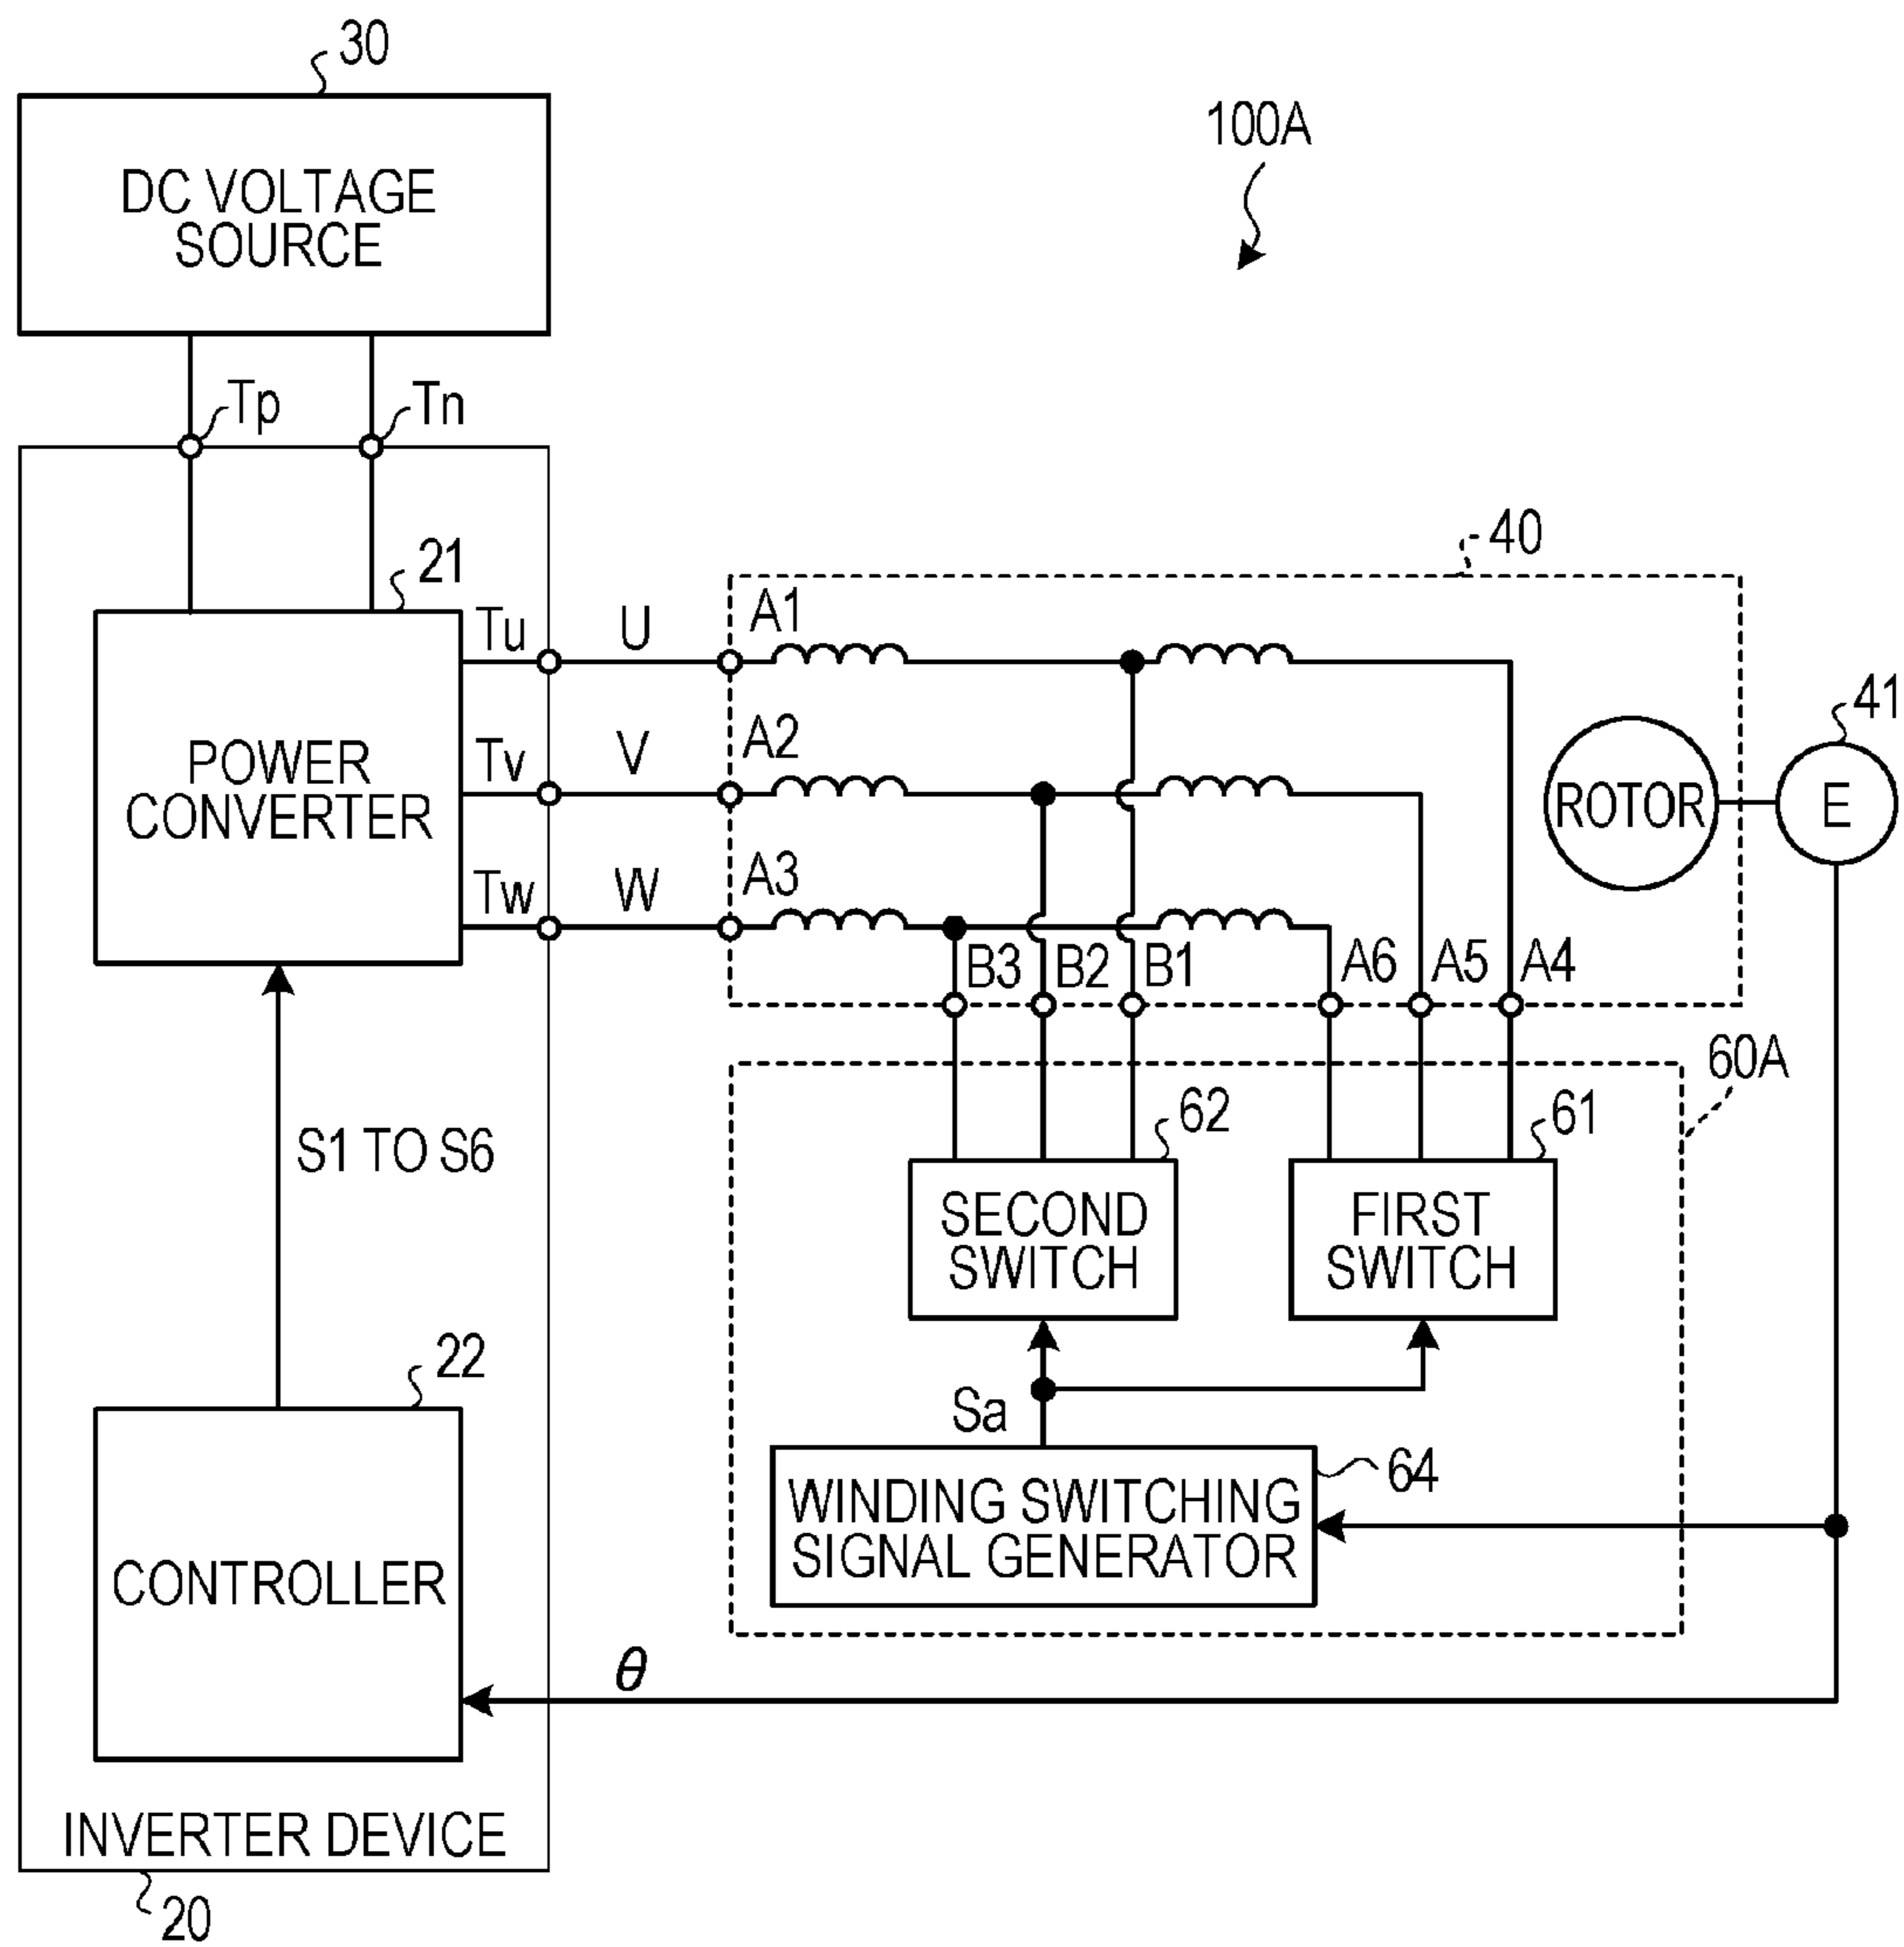 30
100A
DC VOLTAGE
SOURCE
Tp
Tn
21
40
Tu
U
A1
41
POWER
CONVERTER
Tv
V
A2
ROTOR
E
Tw
W
A3
B3
B2
B1
A6
A5
A4
60A
62
61
S1 TO S6
SECOND
SWITCH
FIRST
SWITCH
22
Sa
64
WINDING SWITCHING
SIGNAL GENERATOR
CONTROLLER
θ
INVERTER DEVICE
20